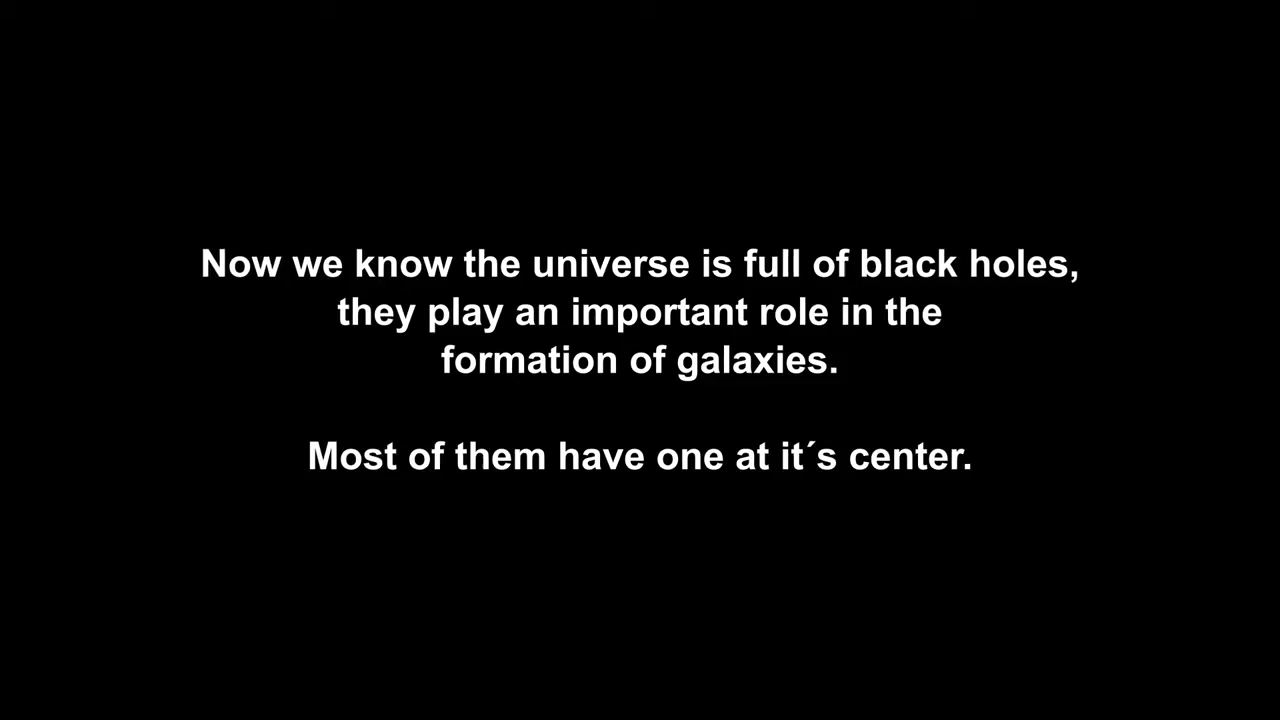 Now we know the universe is full of black holes,
they play an important role in the
formation of galaxies.
Most of them have one at it´s center.